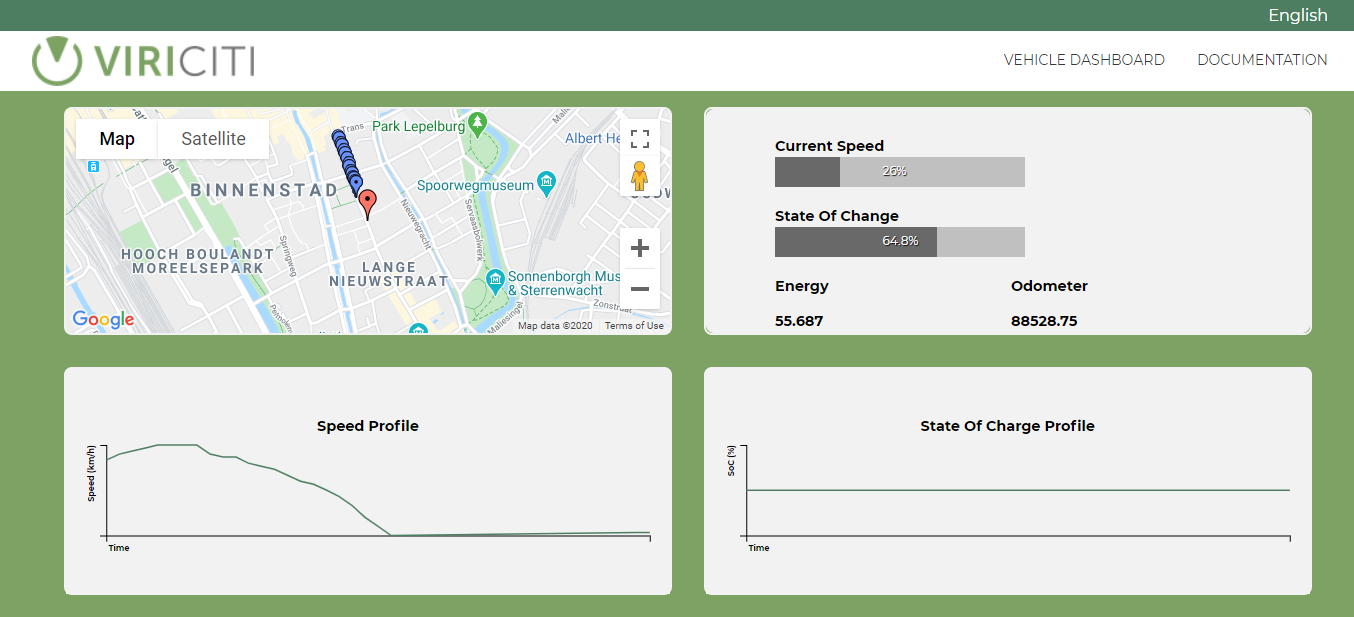 English
VIRICITI
VEHICLE DASHBOARD
DOCUMENTATION
Map
Satellite
Trans
Park Lepelburg
Albert He
BINNENSTAD
Spoorwegmuseum
Servaasbolwerk
Nieuwegracht
Springweg
HOOCH BOULANDT
MOREELSEPARK
LANGE
NIEUWSTRAAT
Sonnenborgh Mus
& Sterrenwacht
Zonstraat
Maliesingel
Google
Map data ©2020
Terms of Use
Current Speed
26%
State Of Change
64.8%
Energy
Odometer
55.687
88528.75
Speed Profile
Speed (km/h)
Time
State Of Charge Profile
SoC (%)
Time